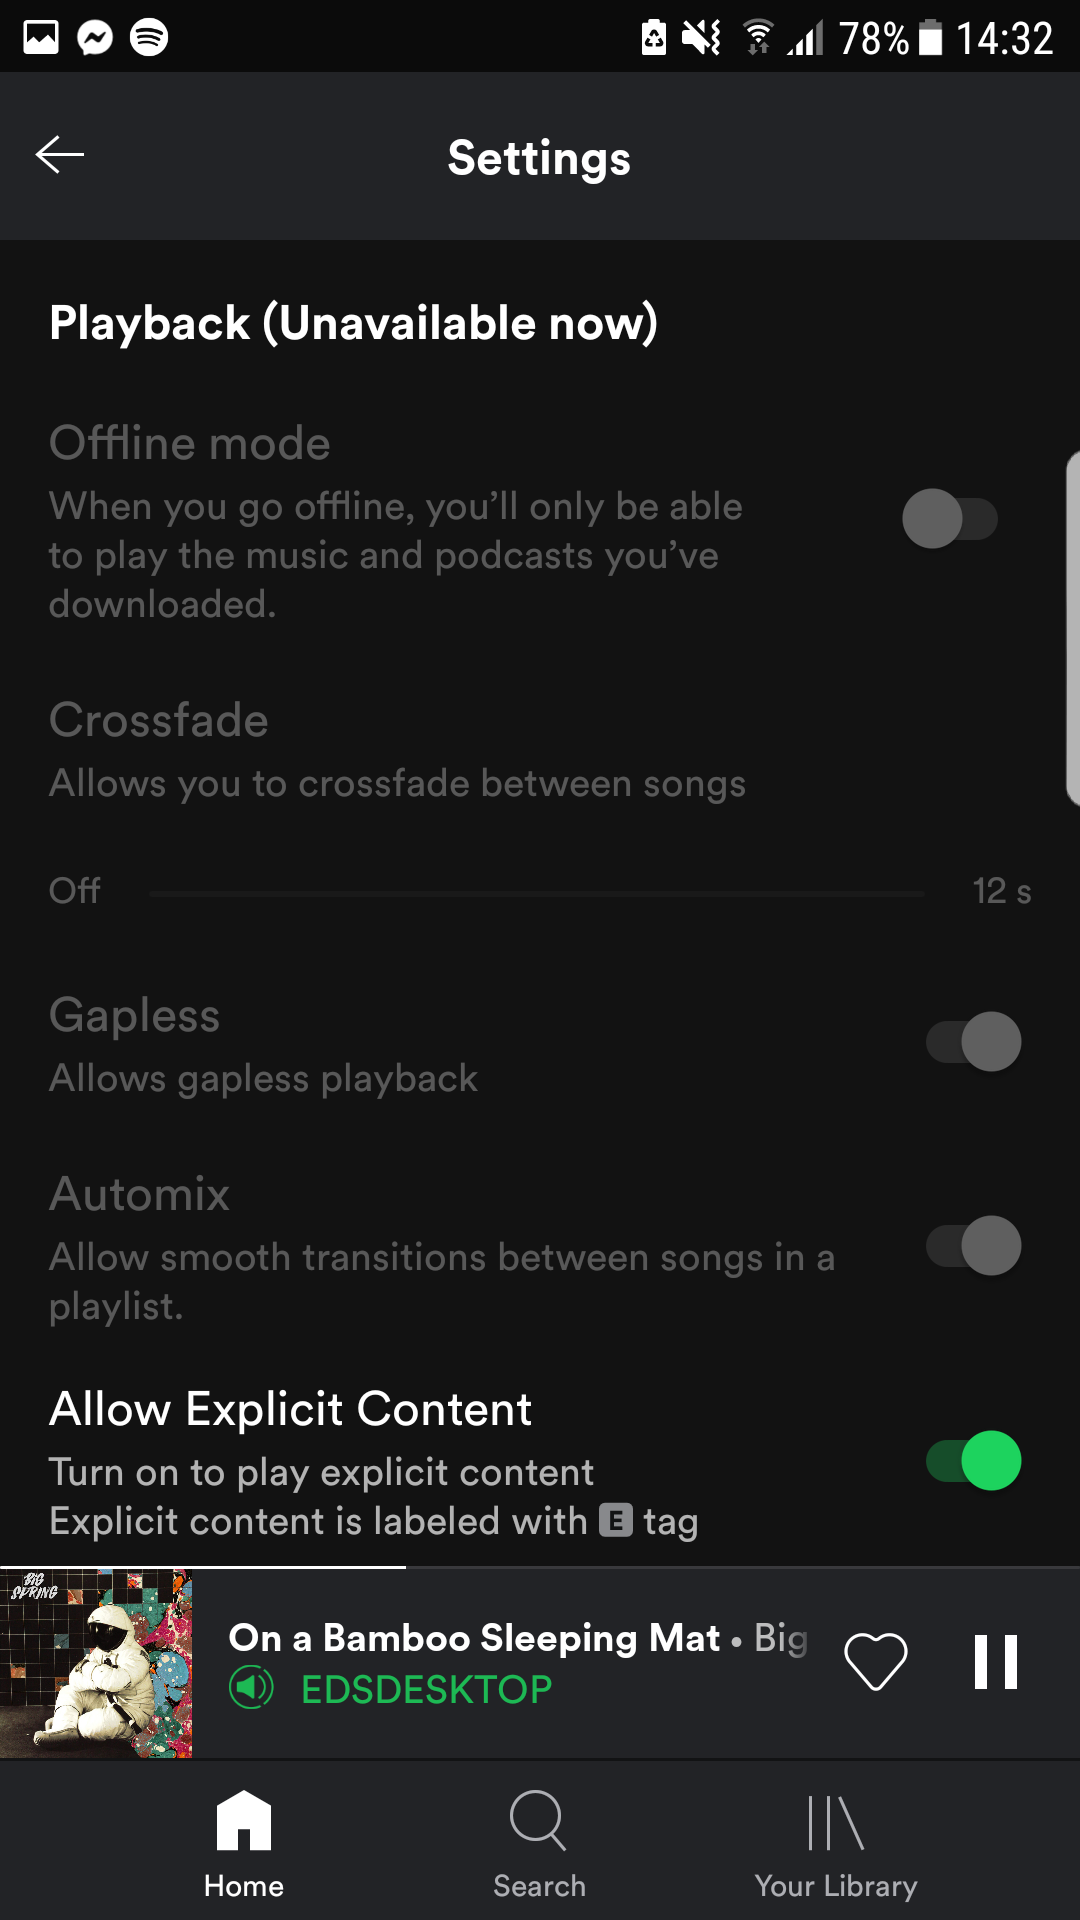 78% 14:32
Settings
Playback (Unavailable now)
Offline mode
When you go offline, you’ll only be able
to play the music and podcasts you’ve
downloaded.
Crossfade
Allows you to crossfade between songs
Off 12 s
Gapless
Allows gapless playback
Automix
Allow smooth transitions between songs in a
playlist.
Allow Explicit Content
Turn on to play explicit content
Explicit content is labeled with E tag
BIG
SPRING
On a Bamboo Sleeping Mat • Big
EDSDESKTOP
Home Search Your Library